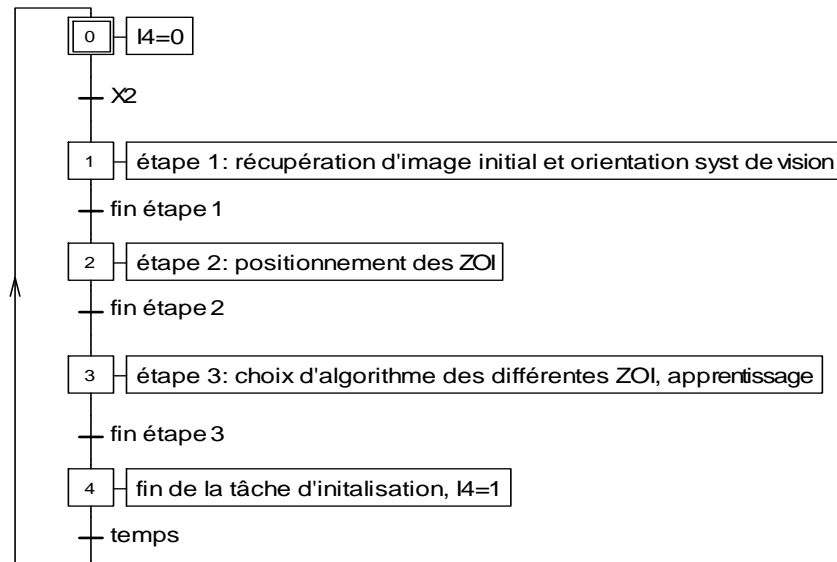 0 I4=0
X2
1 étape 1: récupération d'image initial et orientation syst de vision
fin étape 1
2 étape 2: positionnement des ZOI
fin étape 2
3 étape 3: choix d'algorithme des différentes ZOI, apprentissage
fin étape 3
4 fin de la tâche d'initalisation, I4=1
temps